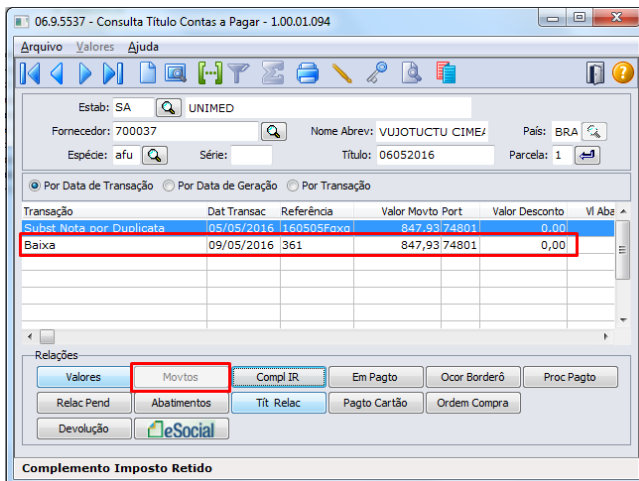 06.9.5537 - Consulta Título Contas a Pagar - 1.00.01.094
Arquivo Valores Ajuda
Estab: SA UNIMED
Fornecedor: 700037 Nome Abrev: VUJOTUCTU CIME/ País: BRA
Espécie: afu Série: Título: 06052016 Parcela: 1
Por Data de Transação Por Data de Geração Por Transação
Transação Dat Transac Referência Valor Movto Port Valor Desconto Vl Aba
Subst Nota por Duplicata 05/05/2016 160505Fgxg 847,93 74801 0,00
Baixa 09/05/2016 361 847,93 74801 0,00
Relações
Valores Movtos Compl IR Em Pagto Ocor Borderô Proc Pagto
Relac Pend Abatimentos Tít Relac Pagto Cartão Ordem Compra
Devolução eSocial
Complemento Imposto Retido